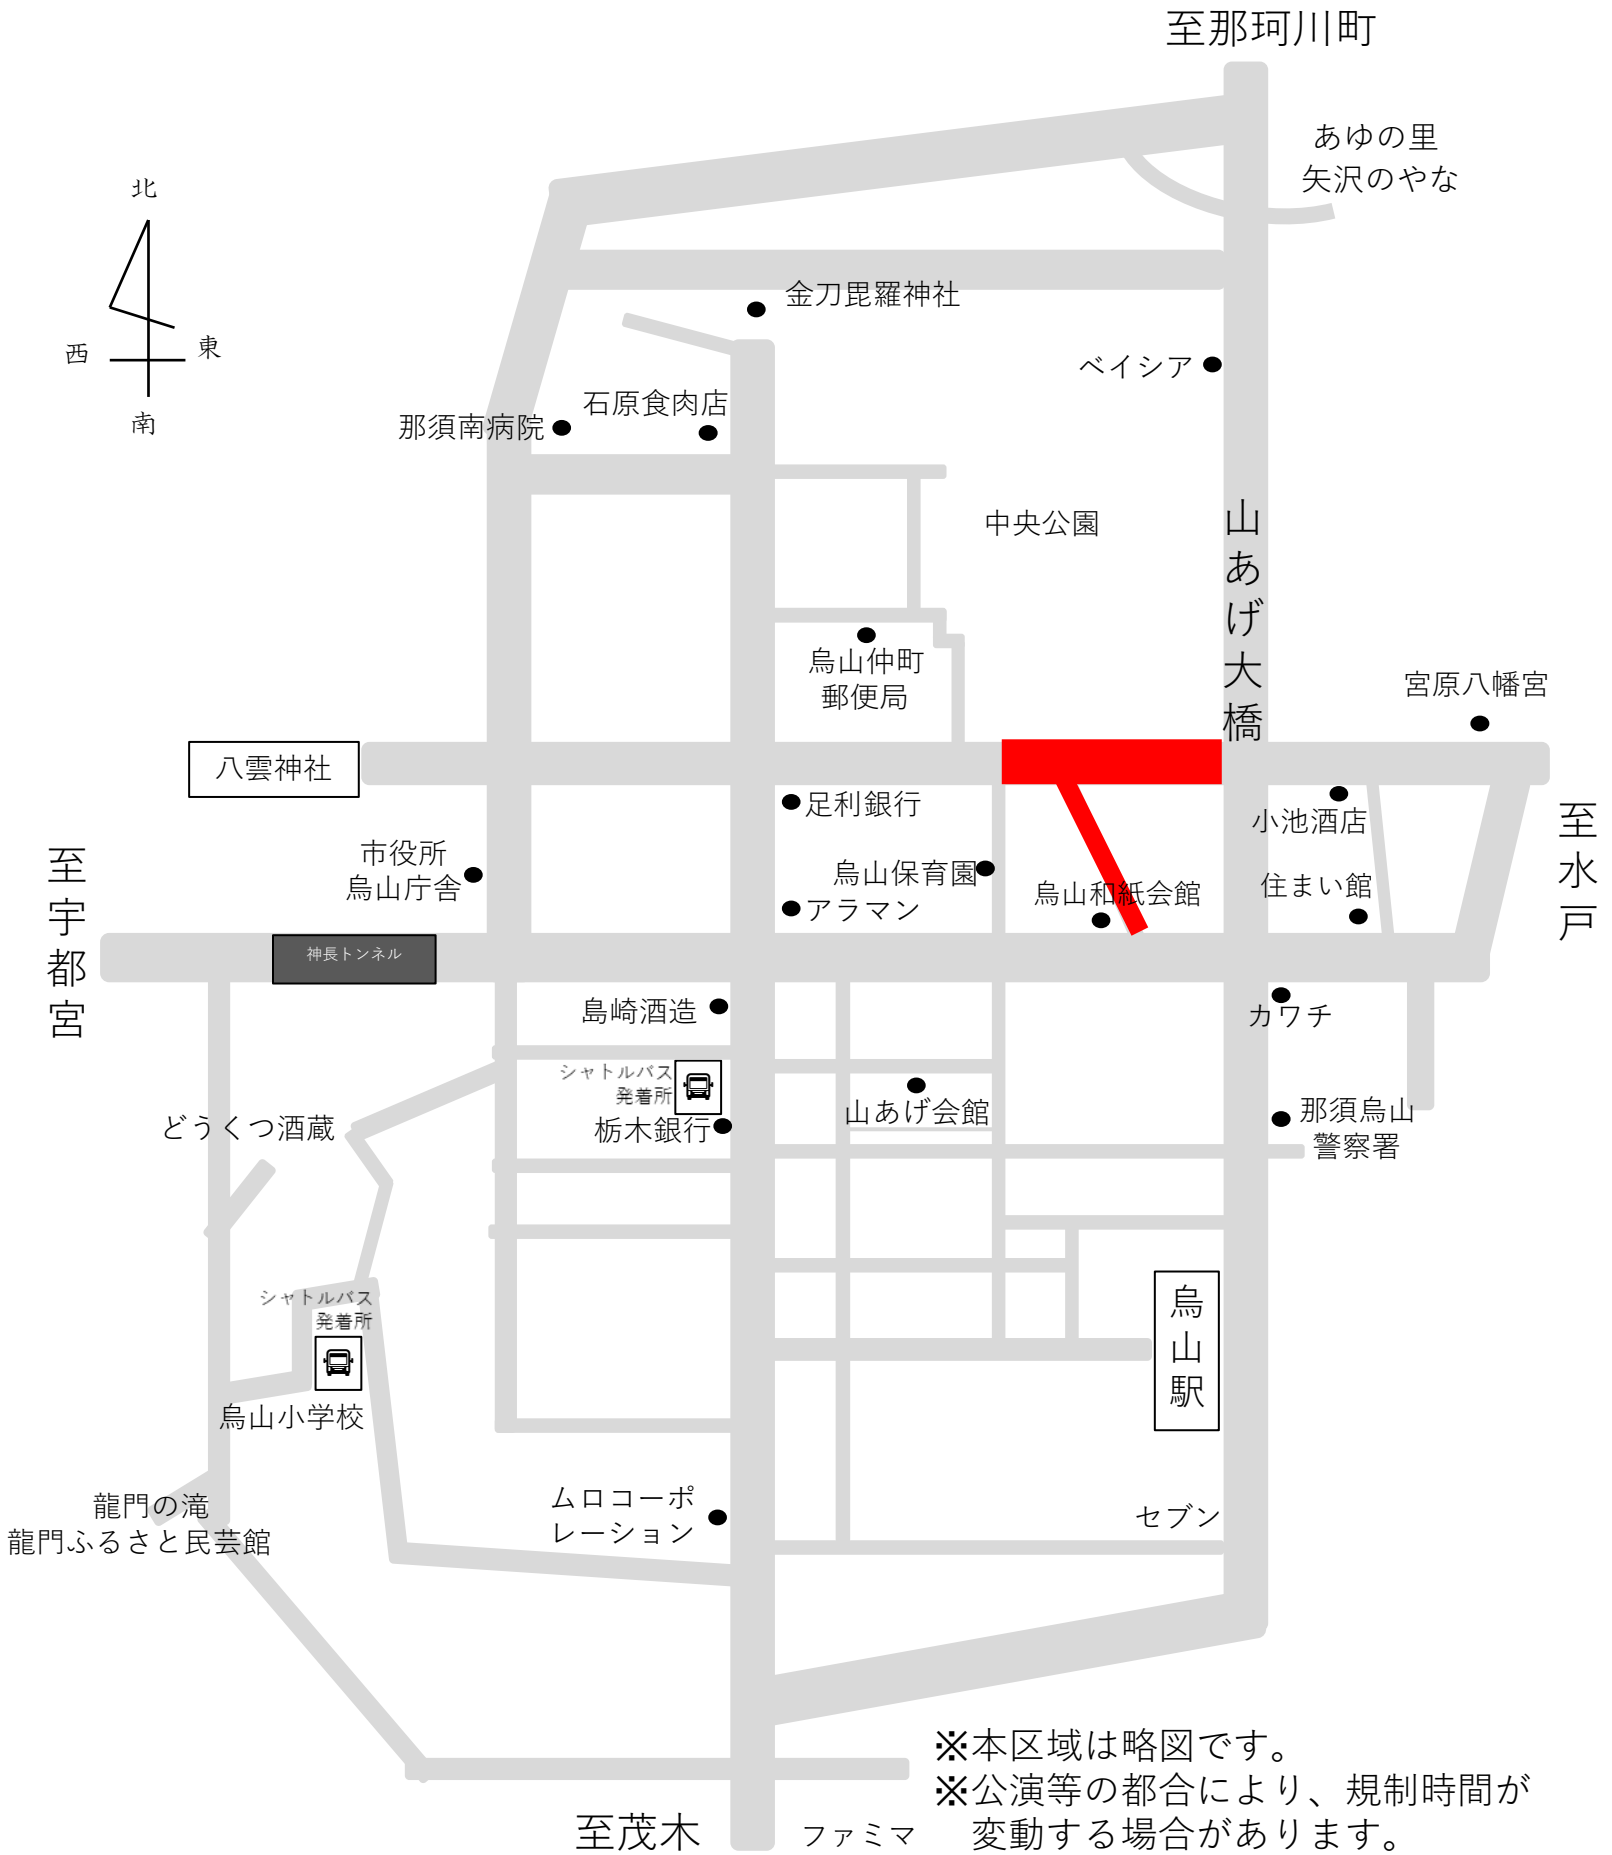 至那珂川町
あゆの里
矢沢のやな
北
西
東
南
金刀毘羅神社
ベイシア
石原食肉店
那須南病院
中央公園
山あげ大橋
烏山仲町
郵便局
宮原八幡宮
八雲神社
足利銀行
小池酒店
至水戸
市役所
烏山庁舎
烏山保育園
烏山和紙会館
住まい館
至宇都宮
アラマン
神長トンネル
島崎酒造
カワチ
シャトルバス
発着所
栃木銀行
山あげ会館
那須烏山
警察署
どうくつ酒蔵
シャトルバス
発着所
烏山小学校
烏山駅
龍門の滝
龍門ふるさと民芸館
ムロコーポ
レーション
セブン
※本区域は略図です。
※公演等の都合により、規制時間が
変動する場合があります。
至茂木
ファミマ